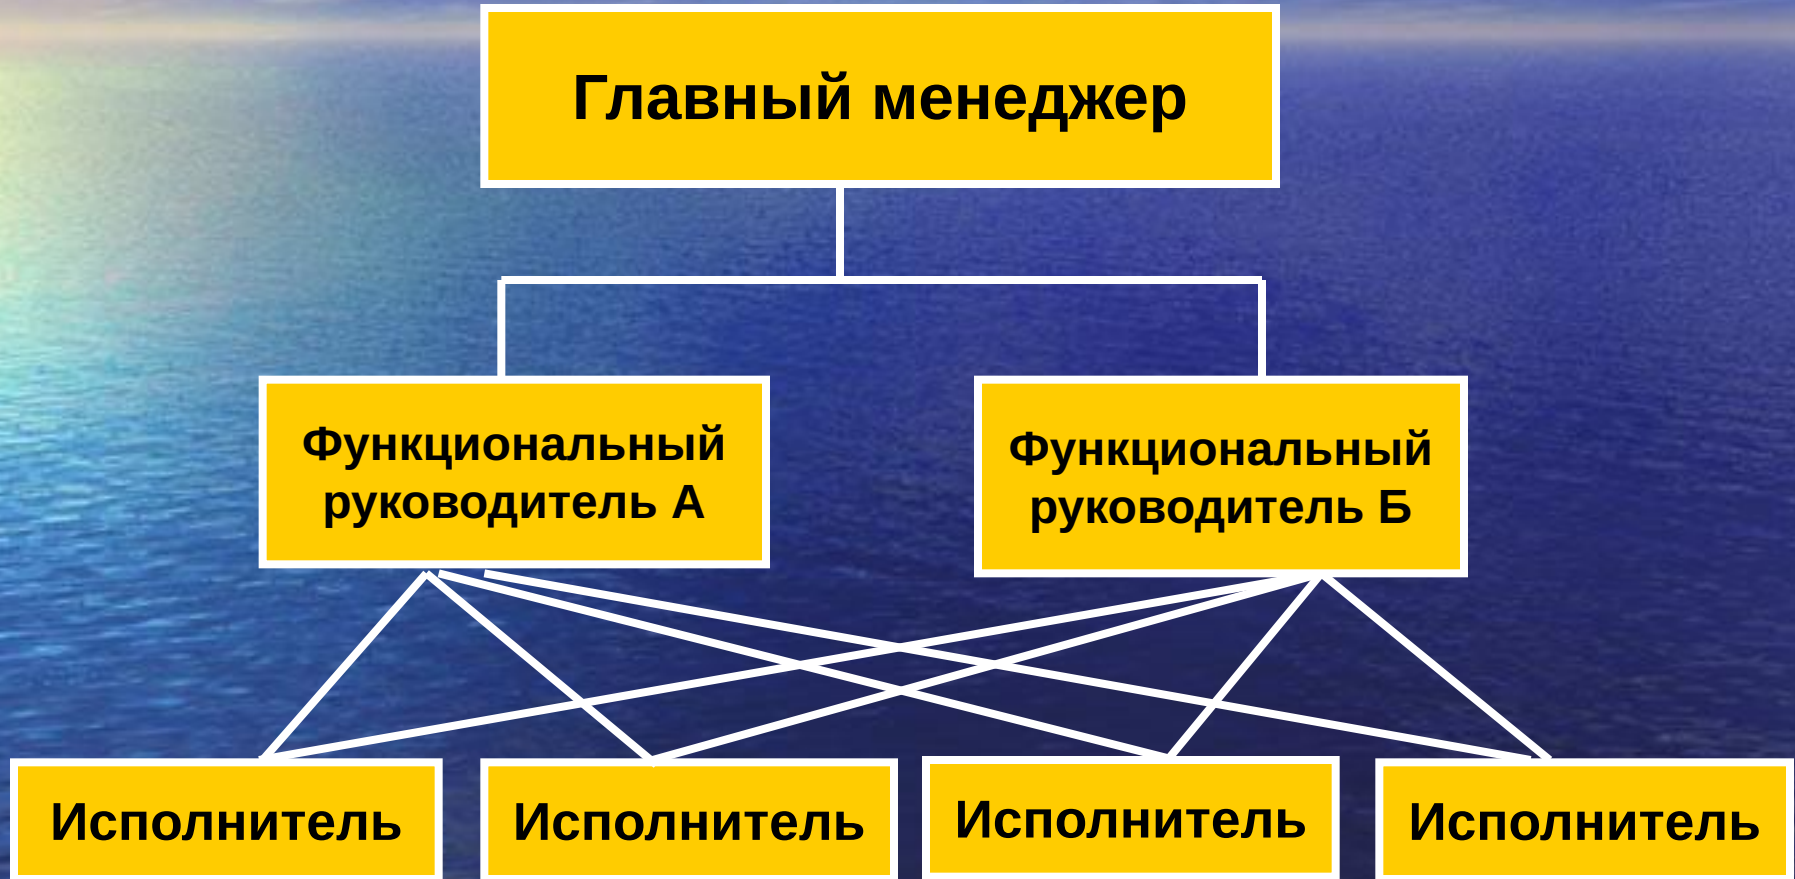 Главный менеджер
Функциональный
руководитель А
Функциональный
руководитель Б
Исполнитель
Исполнитель
Исполнитель
Исполнитель